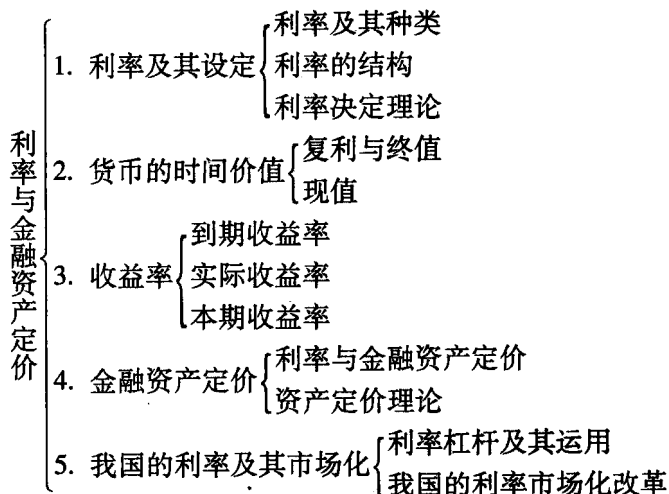 利率与金融资产定价
1. 利率及其设定
利率及其种类
利率的结构
利率决定理论
2. 货币的时间价值
复利与终值
现值
3. 收益率
到期收益率
实际收益率
本期收益率
4. 金融资产定价
利率与金融资产定价
资产定价理论
5. 我国的利率及其市场化
利率杠杆及其运用
我国的利率市场化改革